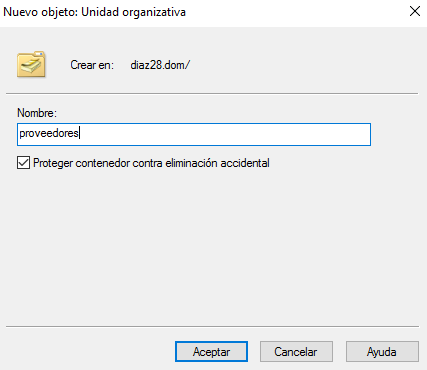 Nuevo objeto: Unidad organizativa
Crear en: diaz28.dom/
Nombre:
proveedores
Proteger contenedor contra eliminación accidental
Aceptar Cancelar Ayuda